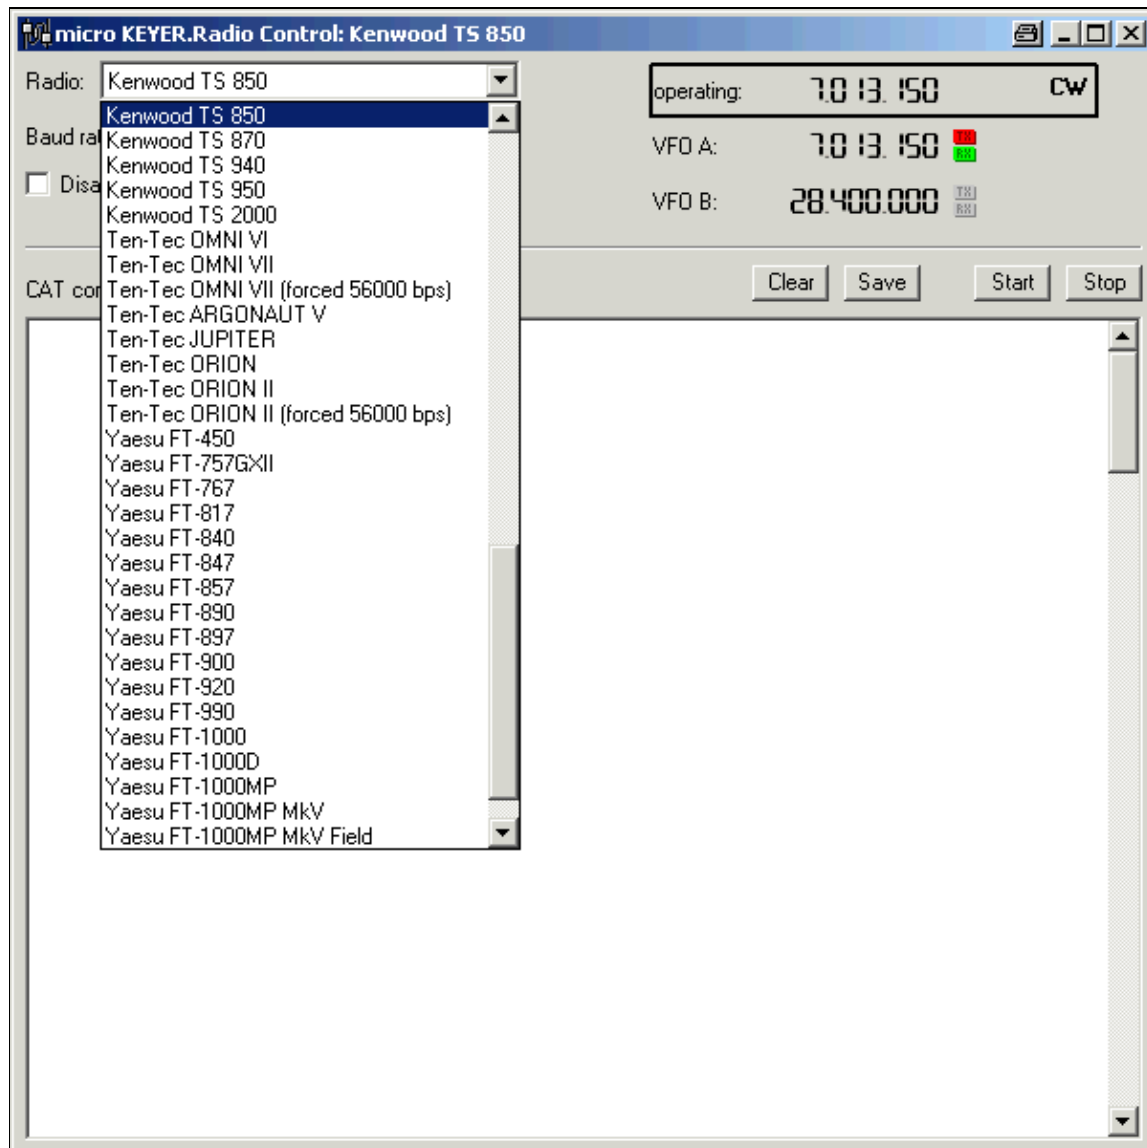 micro KEYER.Radio Control: Kenwood TS 850
Radio: Kenwood TS 850
operating: 7.013.150 CW
Kenwood TS 850
Baud rat
Kenwood TS 870
VFO A: 7.013.150 TX RX
Kenwood TS 940
Disa
Kenwood TS 950
VFO B: 28.400.000 TX RX
Kenwood TS 2000
Ten-Tec OMNI VI
Ten-Tec OMNI VII
CAT cor
Ten-Tec OMNI VII (forced 56000 bps)
Clear Save Start Stop
Ten-Tec ARGONAUT V
Ten-Tec JUPITER
Ten-Tec ORION
Ten-Tec ORION II
Ten-Tec ORION II (forced 56000 bps)
Yaesu FT-450
Yaesu FT-757GXII
Yaesu FT-767
Yaesu FT-817
Yaesu FT-840
Yaesu FT-847
Yaesu FT-857
Yaesu FT-890
Yaesu FT-897
Yaesu FT-900
Yaesu FT-920
Yaesu FT-990
Yaesu FT-1000
Yaesu FT-1000D
Yaesu FT-1000MP
Yaesu FT-1000MP MkV
Yaesu FT-1000MP MkV Field